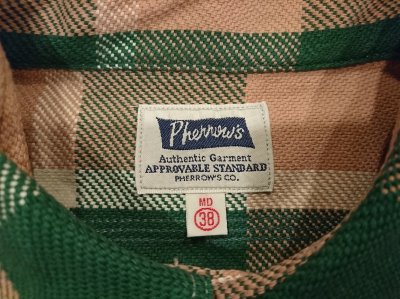 Pherrow's
Authentic Garment
APPROVABLE STANDARD
PHERROW'S CO.
MD
38